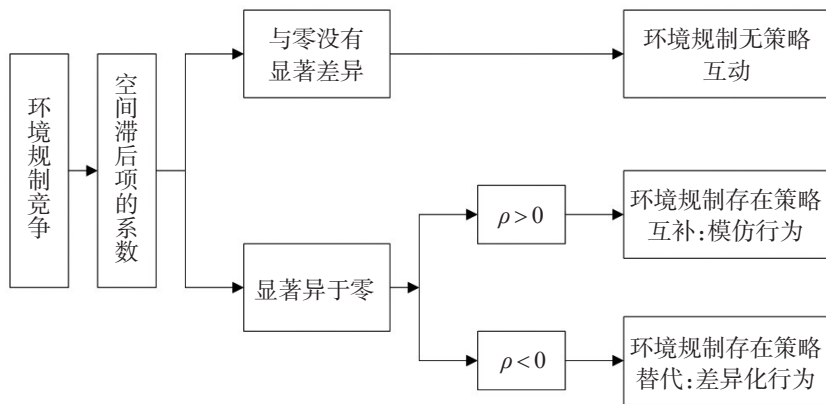 环境规制竞争
空间滞后项的系数
与零没有
显著差异
环境规制无策略
互动
显著异于零
ρ>0
环境规制存在策略
互补:模仿行为
ρ<0
环境规制存在策略
替代:差异化行为